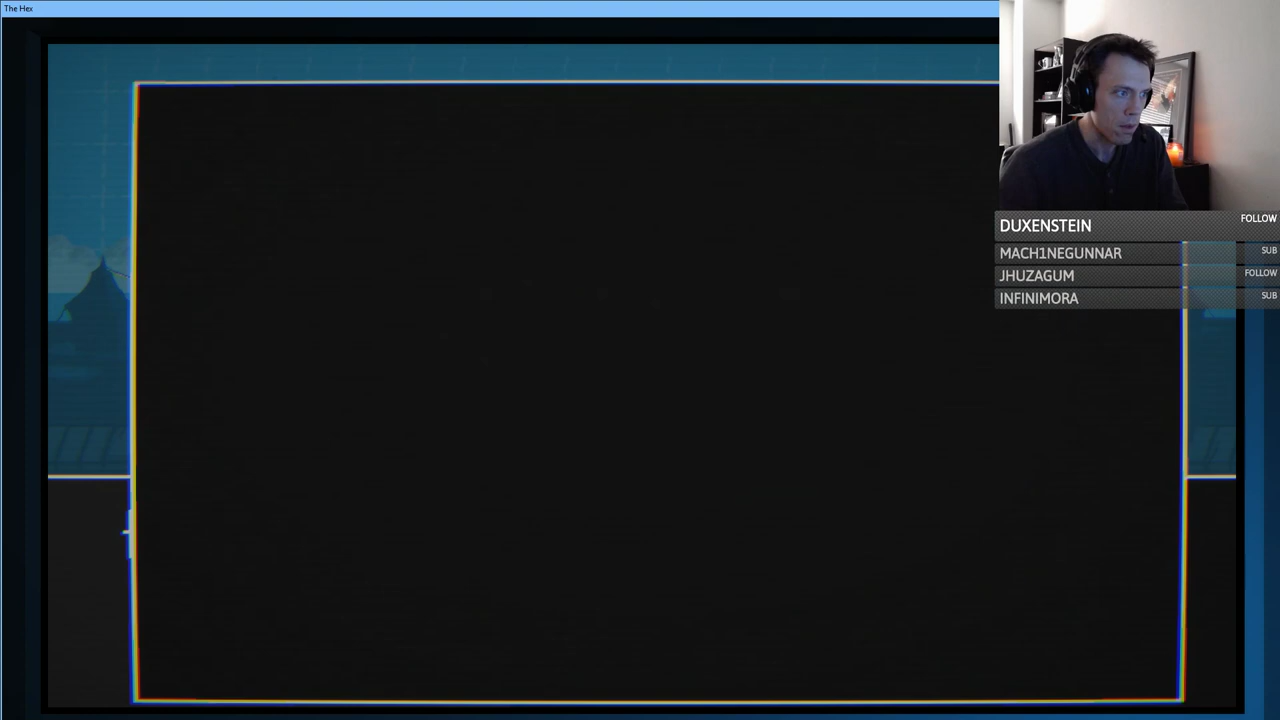 The Hex
DUXENSTEIN FOLLOW
MACH1NEGUNNAR SUB
JHUZAGUM FOLLOW
INFINIMORA SUB